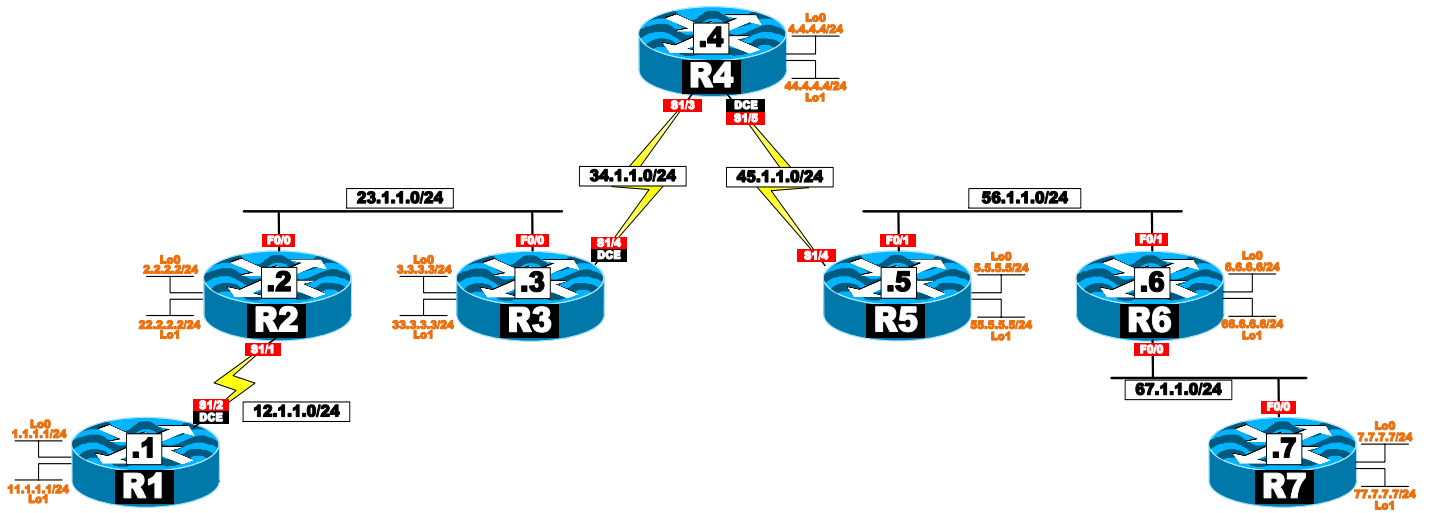 Lo0
4.4.4.4/24
.4
R4
44.4.4.4/24
Lo1
S1/3
DCE
S1/5
34.1.1.0/24
45.1.1.0/24
23.1.1.0/24
56.1.1.0/24
F0/0
F0/0
S1/4
DCE
S1/4
F0/1
F0/1
Lo0
2.2.2.2/24
.2
R2
22.2.2.2/24
Lo1
S1/1
Lo0
3.3.3.3/24
.3
R3
33.3.3.3/24
Lo1
.5
R5
Lo0
5.5.5.5/24
55.5.5.5/24
Lo1
.6
R6
Lo0
6.6.6.6/24
66.6.6.6/24
Lo1
F0/0
67.1.1.0/24
S1/2
DCE
12.1.1.0/24
Lo0
1.1.1.1/24
.1
R1
11.1.1.1/24
Lo1
F0/0
.7
R7
Lo0
7.7.7.7/24
77.7.7.7/24
Lo1